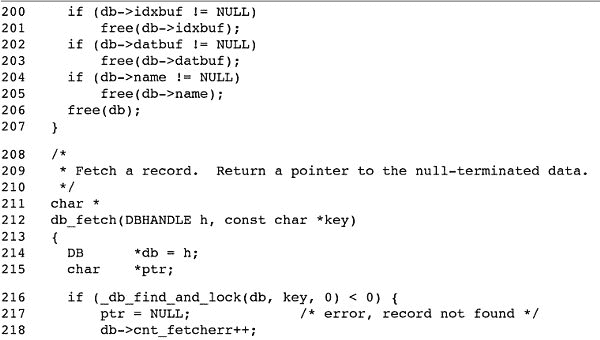 200     if (db->idxbuf != NULL)
201         free(db->idxbuf);
202     if (db->datbuf != NULL)
203         free(db->datbuf);
204     if (db->name != NULL)
205         free(db->name);
206     free(db);
207   }
208   /*
209    * Fetch a record.  Return a pointer to the null-terminated data.
210    */
211   char *
212   db_fetch(DBHANDLE h, const char *key)
213   {
214     DB      *db = h;
215     char    *ptr;
216     if (_db_find_and_lock(db, key, 0) < 0) {
217         ptr = NULL;             /* error, record not found */
218         db->cnt_fetcherr++;